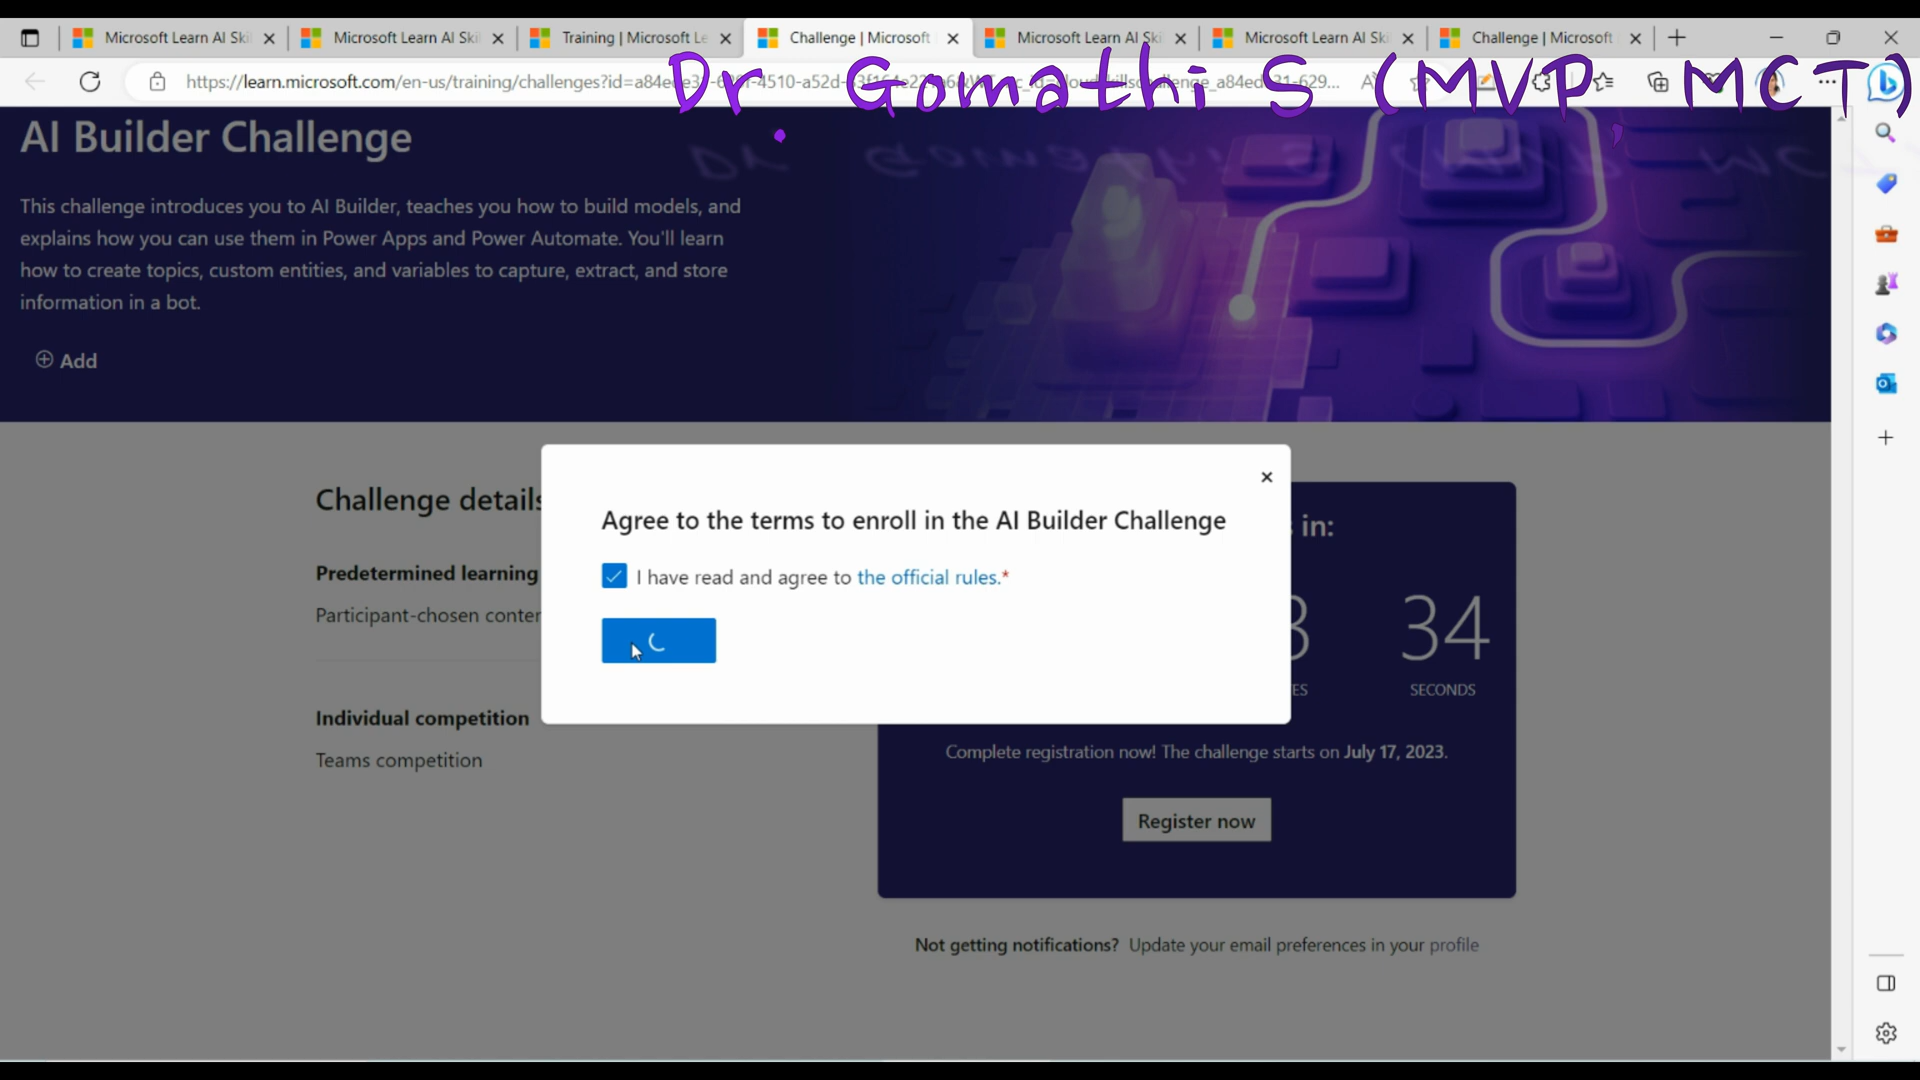 Microsoft Learn AI Ski
Microsoft Learn AI Ski
Training | Microsoft Le
Challenge | Microsoft
Microsoft Learn AI Ski
Microsoft Learn AI Ski
Challenge | Microsoft
https://learn.microsoft.com/en-us/training/challenges?id=
Dr. Gomathi S (MVP, MCT)
AI Builder Challenge
This challenge introduces you to AI Builder, teaches you how to build models, and
explains how you can use them in Power Apps and Power Automate. You'll learn
how to create topics, custom entities, and variables to capture, extract, and store
information in a bot.
Add
Challenge details
Predetermined learning
Participant-chosen conter
Individual competition
Teams competition
Agree to the terms to enroll in the AI Builder Challenge
I have read and agree to the official rules.*
in:
34
ES
SECONDS
Complete registration now! The challenge starts on July 17, 2023.
Register now
Not getting notifications? Update your email preferences in your profile